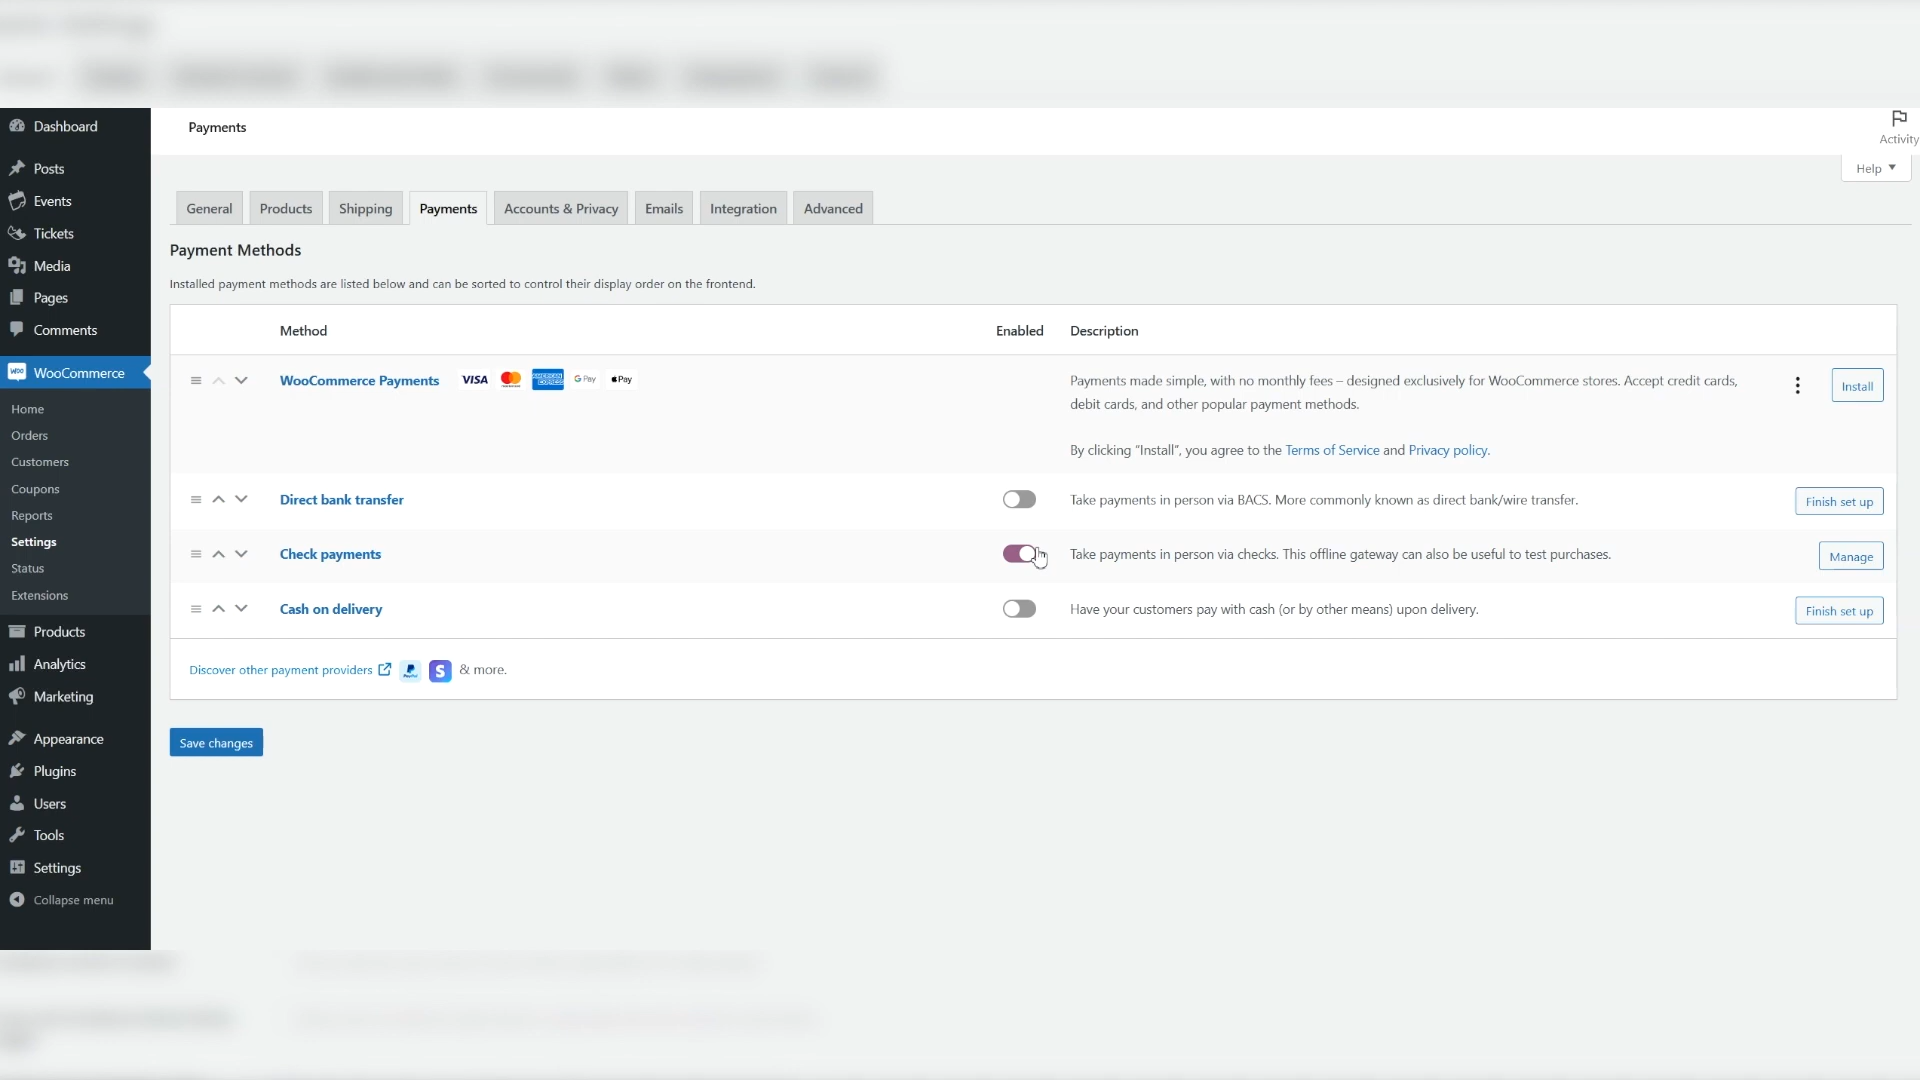 Dashboard
Posts
Events
Tickets
Media
Pages
Comments
WooCommerce
Home
Orders
Customers
Coupons
Reports
Settings
Status
Extensions
Products
Analytics
Marketing
Appearance
Plugins
Users
Tools
Settings
Collapse menu
Payments
Activity
Help
General Products Shipping Payments Accounts & Privacy Emails Integration Advanced
Payment Methods
Installed payment methods are listed below and can be sorted to control their display order on the frontend.
Method Enabled Description
WooCommerce Payments VISA AMERICAN EXPRESS G Pay Pay
Payments made simple, with no monthly fees – designed exclusively for WooCommerce stores. Accept credit cards,
debit cards, and other popular payment methods.
By clicking “Install”, you agree to the Terms of Service and Privacy policy.
Install
Direct bank transfer Take payments in person via BACS. More commonly known as direct bank/wire transfer. Finish set up
Check payments Take payments in person via checks. This offline gateway can also be useful to test purchases. Manage
Cash on delivery Have your customers pay with cash (or by other means) upon delivery. Finish set up
Discover other payment providers PayPal S & more.
Save changes